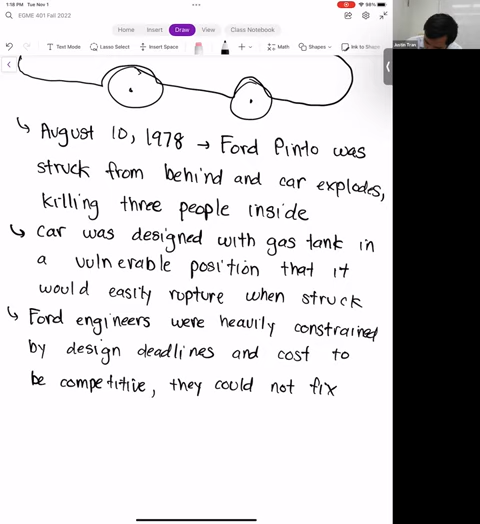 1:18 PM Tue Nov 1
98%
EGME 401 Fall 2022
Home Insert Draw View Class Notebook
Text Mode Lasso Select Insert Space Math Shapes Ink to Shape
Justin Tran
August 10, 1978 → Ford Pinto was
struck from behind and car explodes,
killing three people inside
car was designed with gas tank in
a vulnerable position that it
would easily rupture when struck
Ford engineers were heavily constrained
by design deadlines and cost to
be competitive, they could not fix